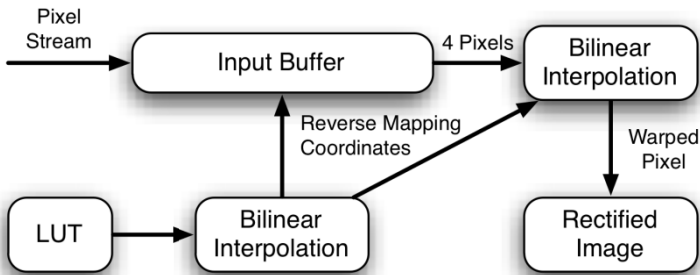 Pixel
Stream
Input Buffer
4 Pixels
Bilinear
Interpolation
Reverse Mapping
Coordinates
Warped
Pixel
LUT
Bilinear
Interpolation
Rectified
Image